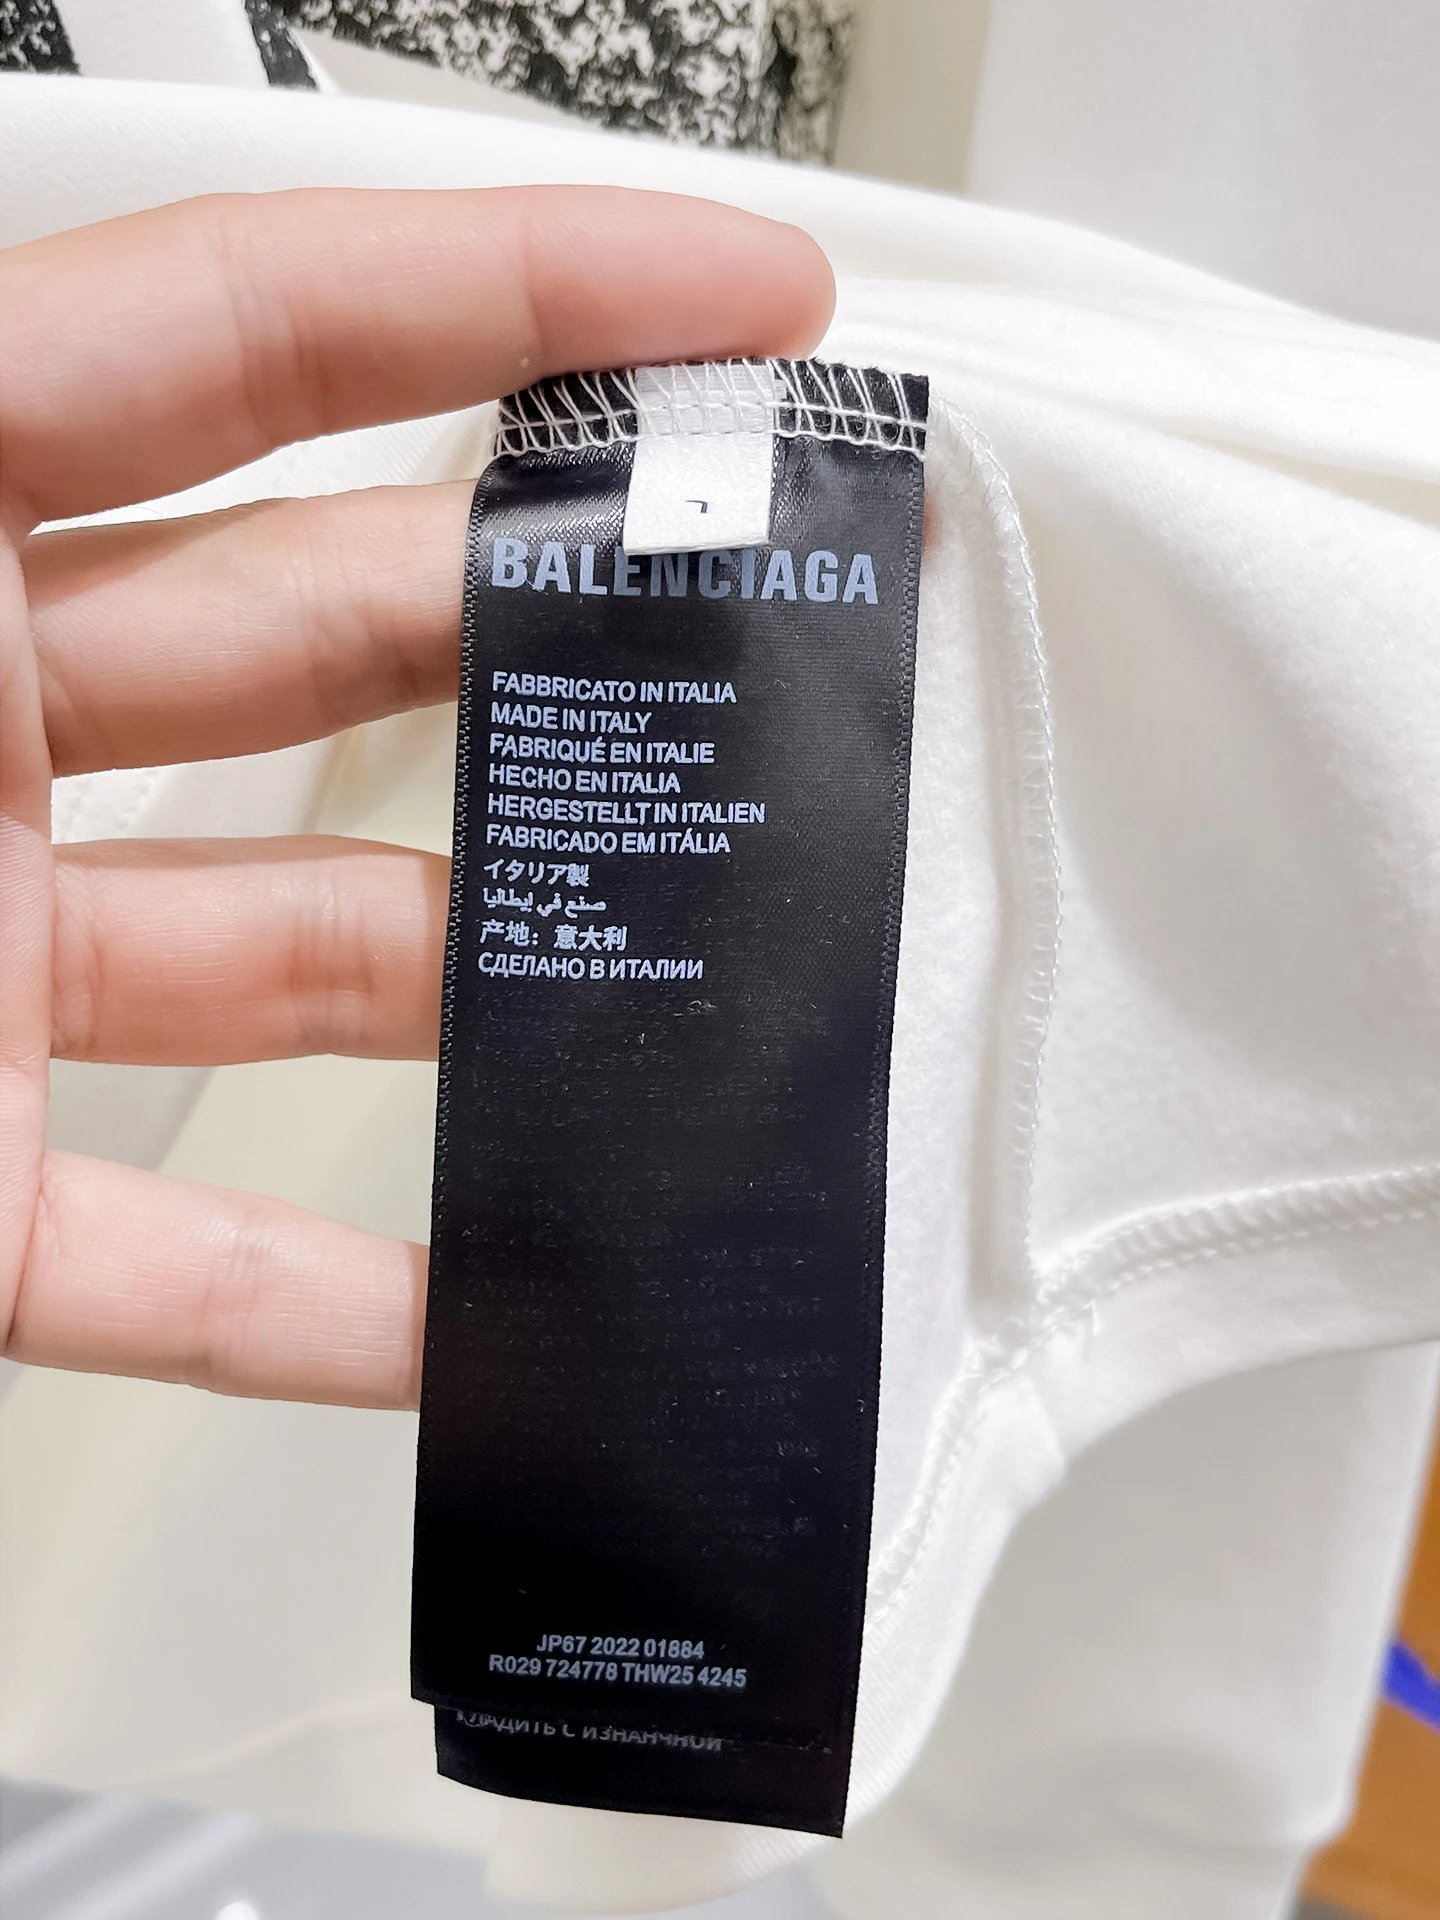 L
BALENCIAGA
FABBRICATO IN ITALIA
MADE IN ITALY
FABRIQUÉ EN ITALIE
HECHO EN ITALIA
HERGESTELLT IN ITALIEN
FABRICADO EM ITÁLIA
イタリア製
صنع في إيطاليا
产地：意大利
СДЕЛАНО В ИТАЛИИ
JP67 2022 01884
R029 724778 THW25 4245
ГЛАДИТЬ С ИЗНАНЧНОЙ